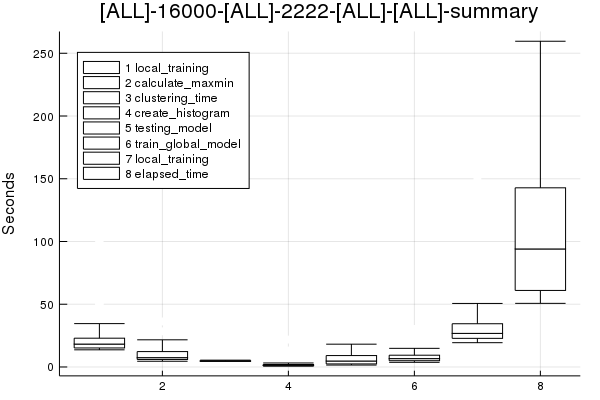 [ALL]-16000-[ALL]-2222-[ALL]-[ALL]-summary
250
200
150
100
50
0
Seconds
1 local_training
2 calculate_maxmin
3 clustering_time
4 create_histogram
5 testing_model
6 train_global_model
7 local_training
8 elapsed_time
2 4 6 8